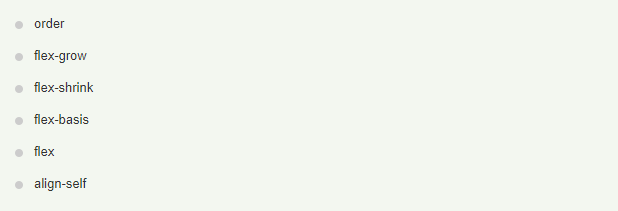 order
flex-grow
flex-shrink
flex-basis
flex
align-self